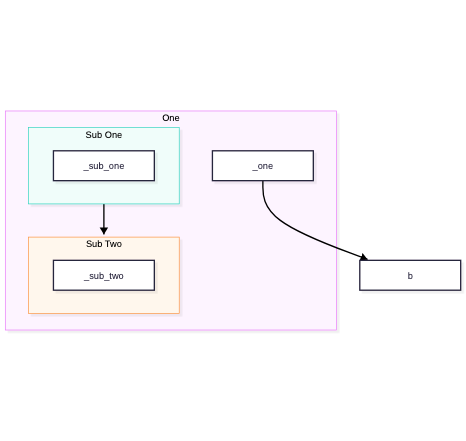 One
Sub One
_sub_one
_one
Sub Two
_sub_two
b